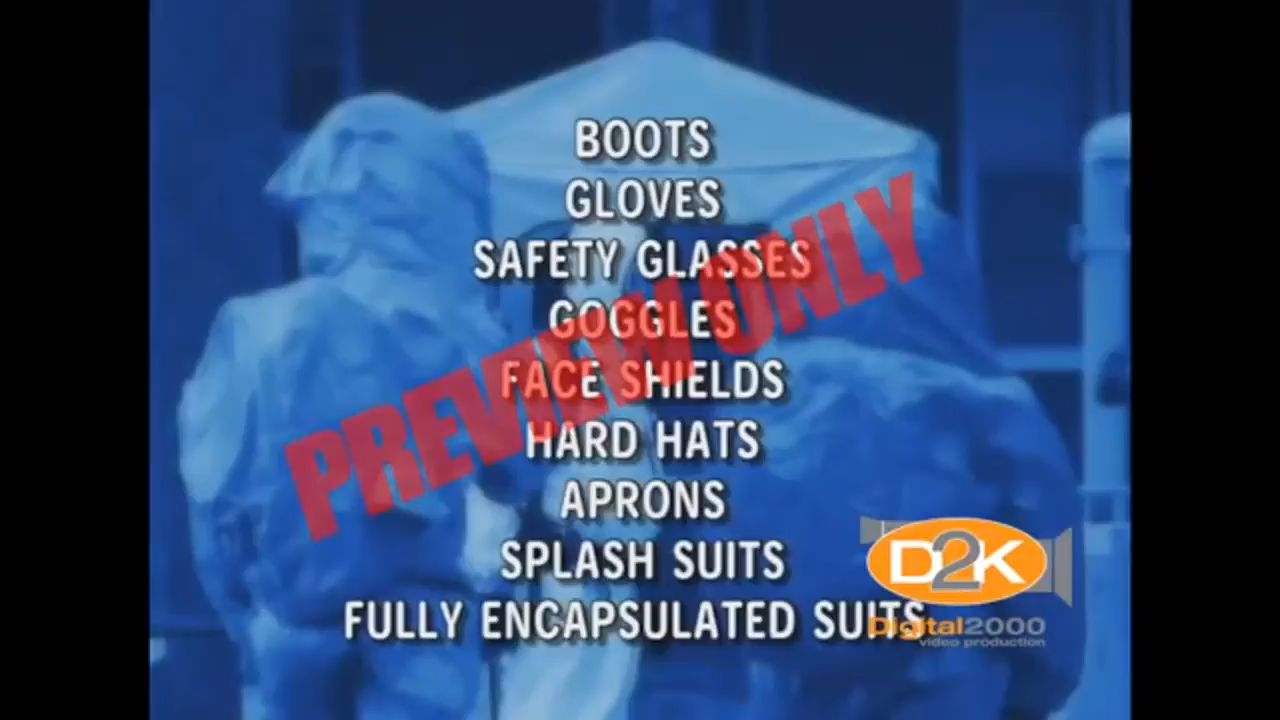 BOOTS
GLOVES
SAFETY GLASSES
GOGGLES
FACE SHIELDS
HARD HATS
APRONS
SPLASH SUITS
FULLY ENCAPSULATED SUITS
PREVIEW ONLY
D2K
Digital2000
video production